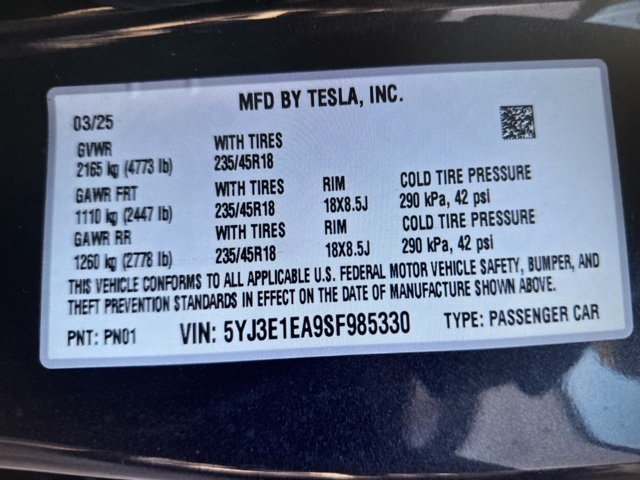 MFD BY TESLA, INC.
03/25
GVWR WITH TIRES
2165 kg (4773 lb) 235/45R18
GAWR FRT WITH TIRES RIM COLD TIRE PRESSURE
1110 kg (2447 lb) 235/45R18 18X8.5J 290 kPa, 42 psi
GAWR RR WITH TIRES RIM COLD TIRE PRESSURE
1260 kg (2778 lb) 235/45R18 18X8.5J 290 kPa, 42 psi
THIS VEHICLE CONFORMS TO ALL APPLICABLE U.S. FEDERAL MOTOR VEHICLE SAFETY, BUMPER, AND
THEFT PREVENTION STANDARDS IN EFFECT ON THE DATE OF MANUFACTURE SHOWN ABOVE.
PNT: PN01 VIN: 5YJ3E1EA9SF985330 TYPE: PASSENGER CAR